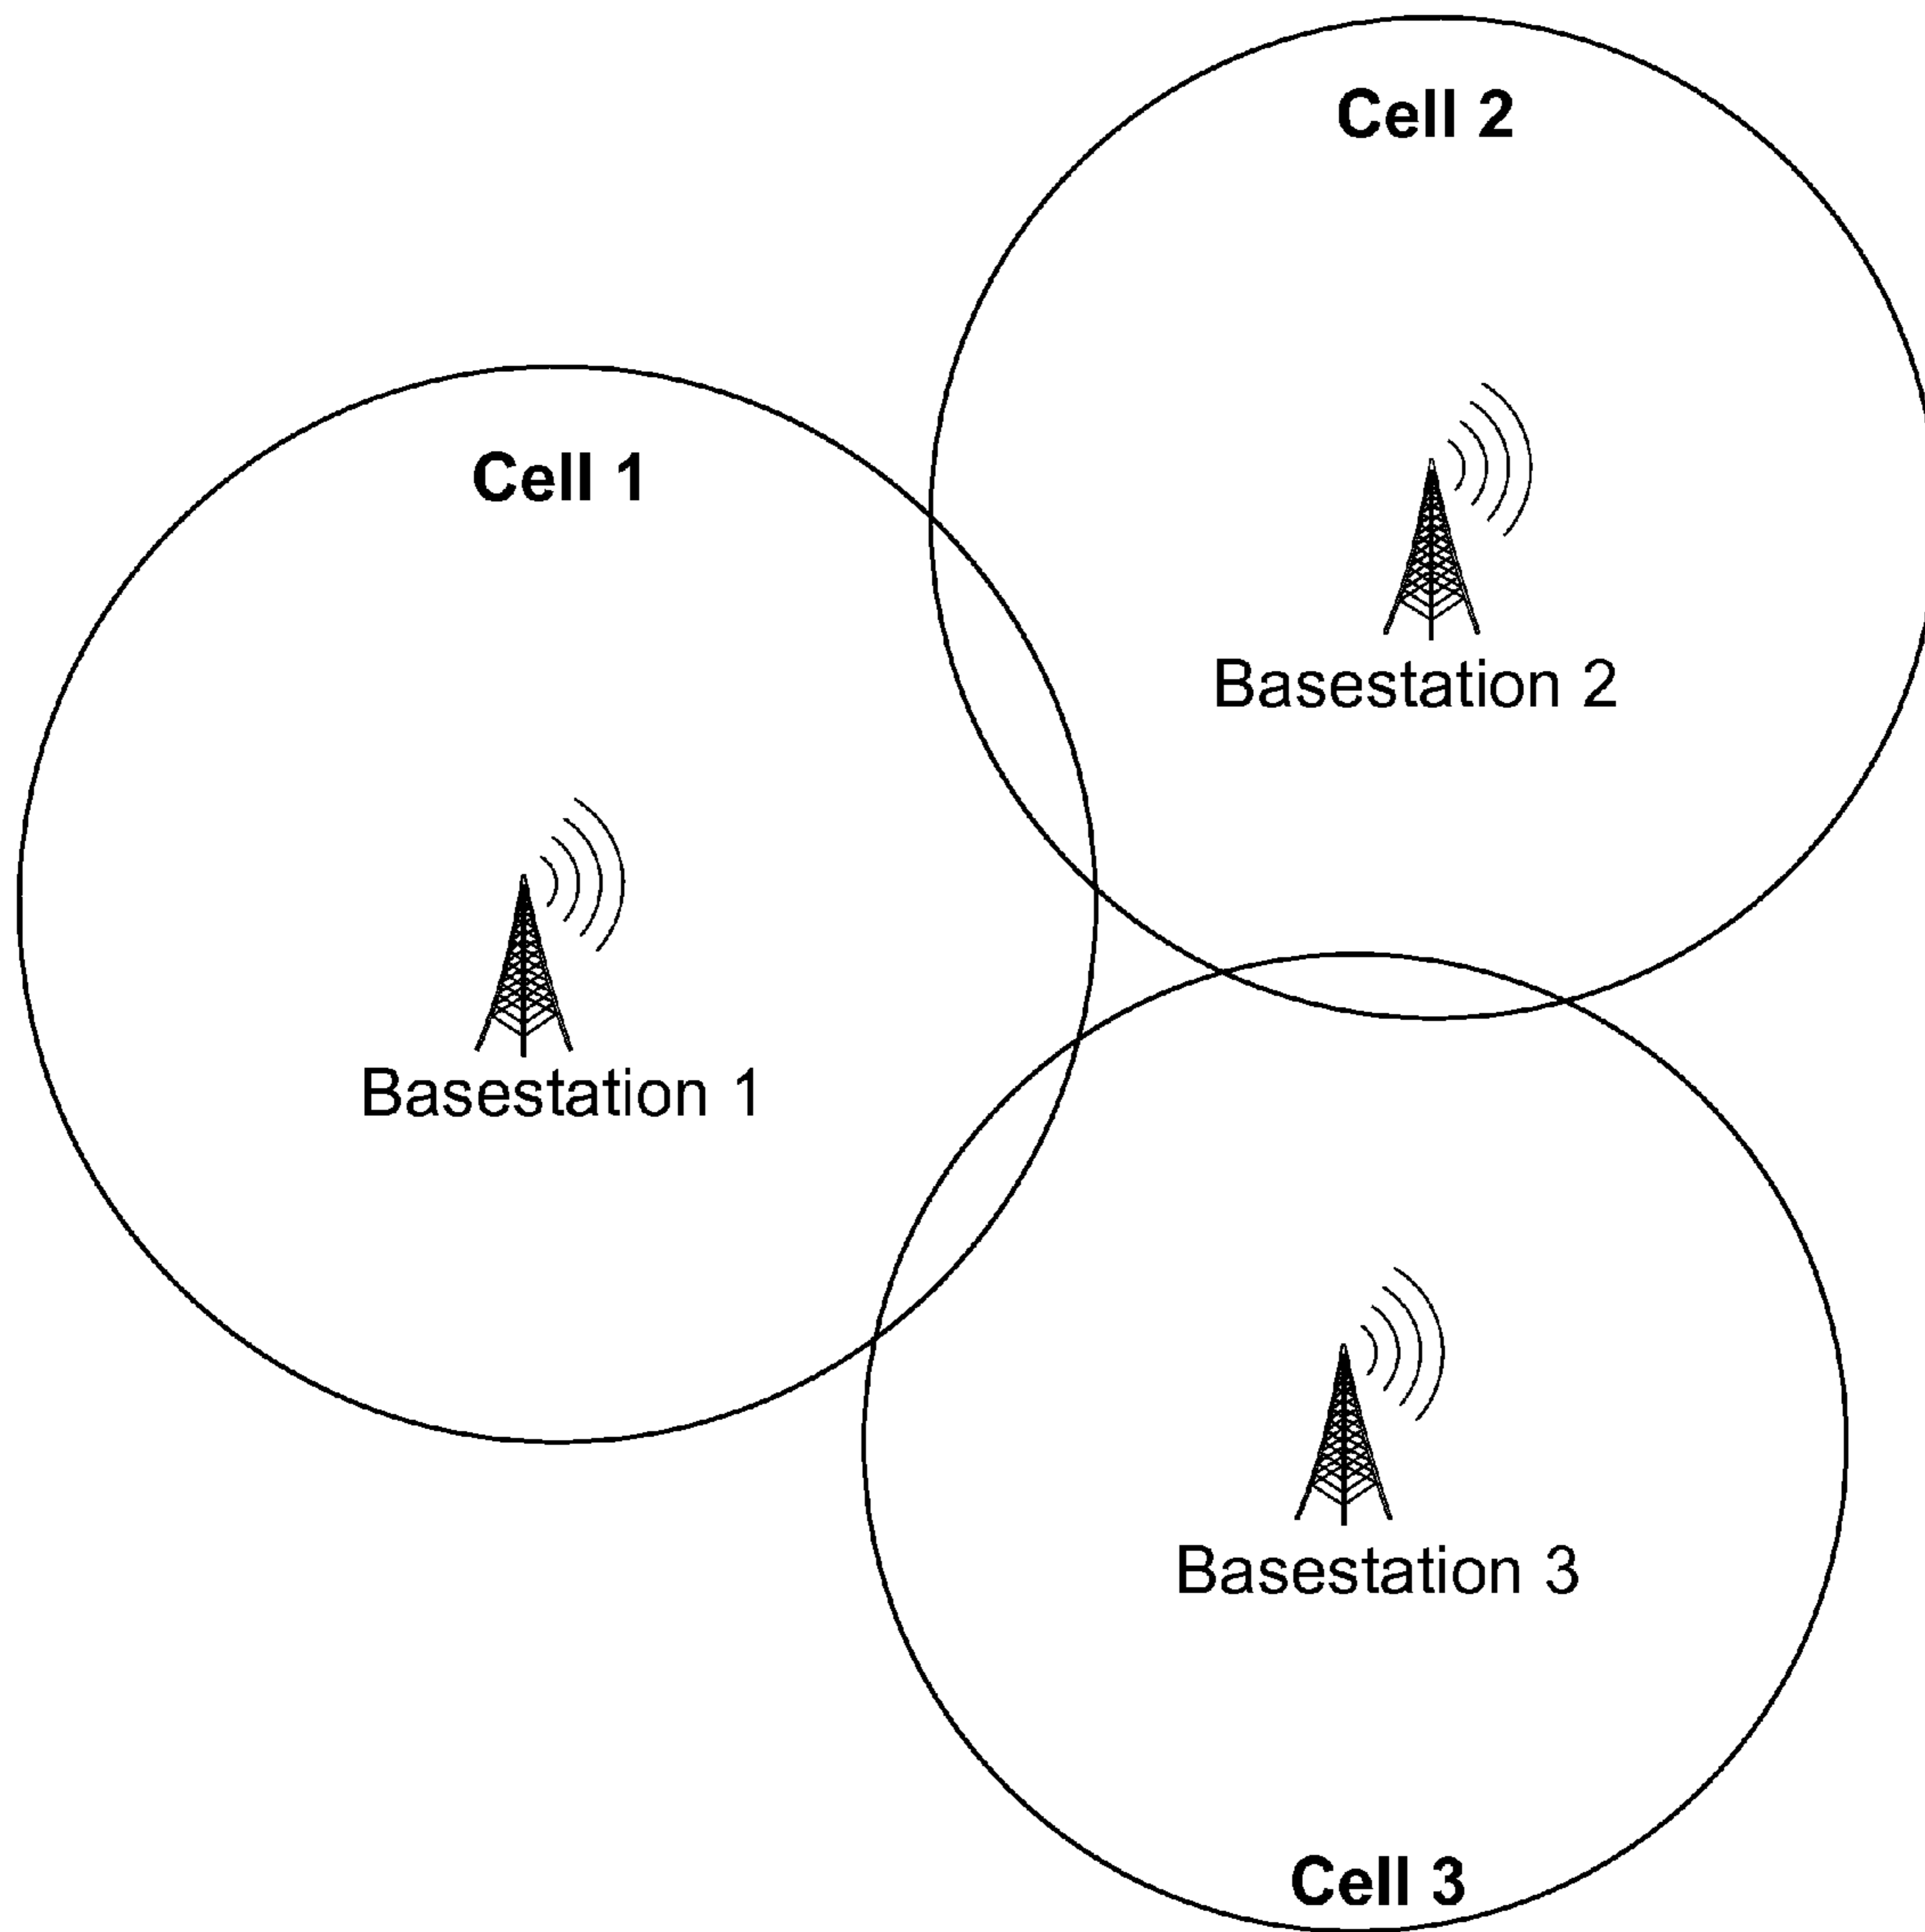 Cell 2
Cell 1
Basestation 2
Basestation 1
Basestation 3
Cell 3